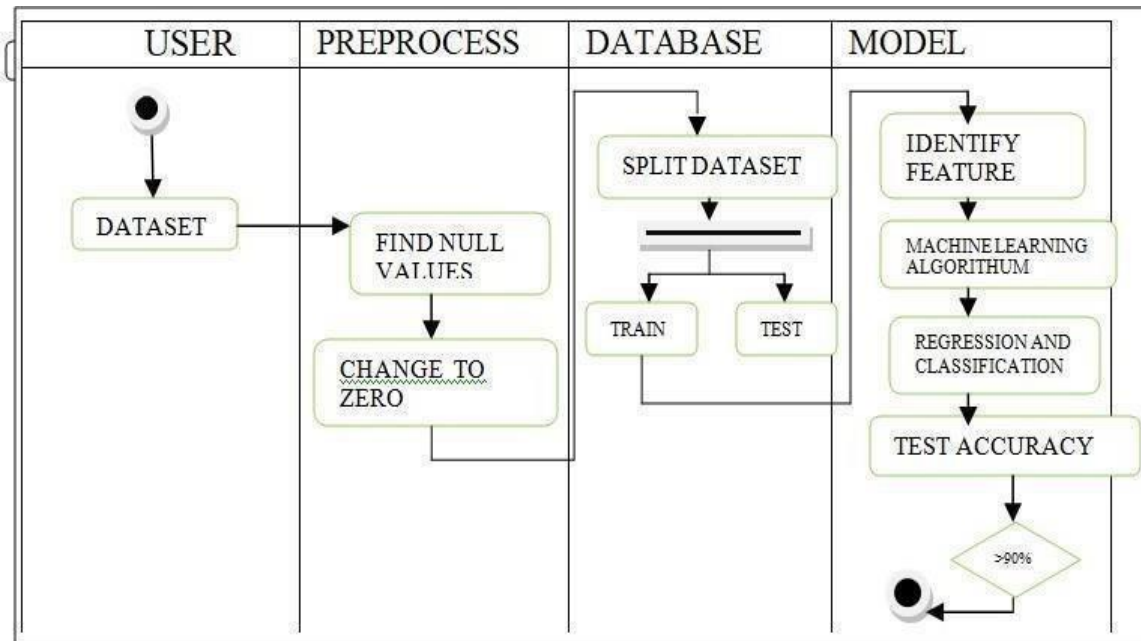 USER
PREPROCESS
DATABASE
MODEL
DATASET
FIND NULL
VALUES
CHANGE TO
ZERO
SPLIT DATASET
TRAIN
TEST
IDENTIFY
FEATURE
MACHINE LEARNING
ALGORITHUM
REGRESSION AND
CLASSIFICATION
TEST ACCURACY
>90%